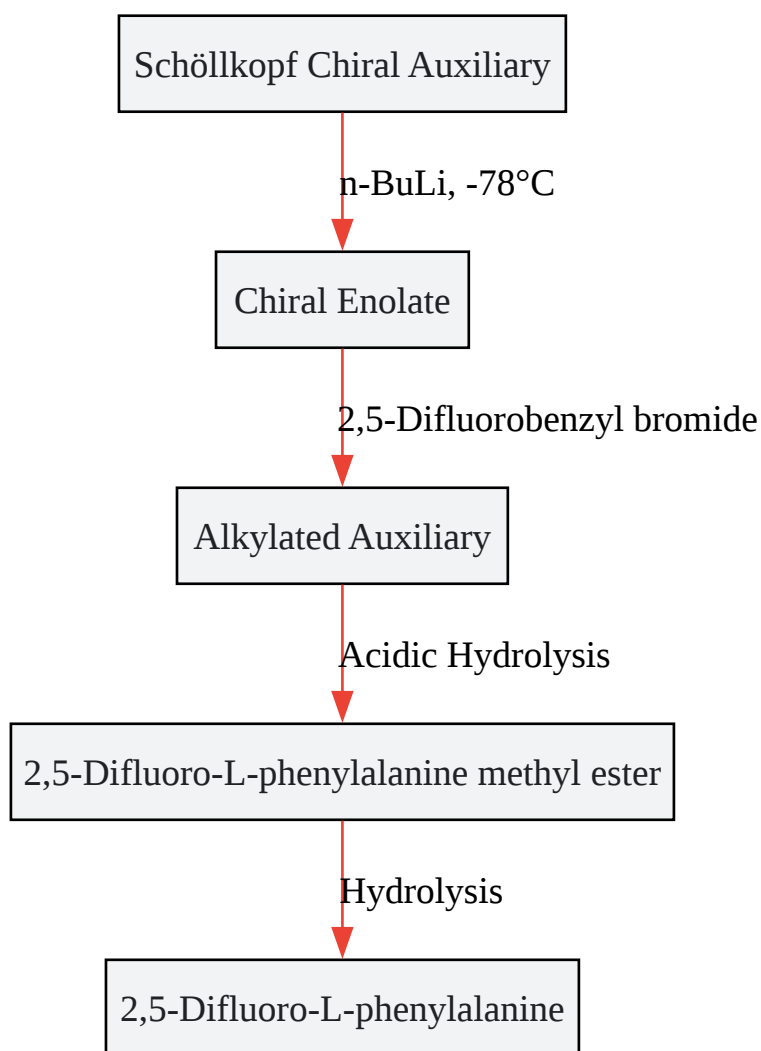 Schöllkopf Chiral Auxiliary
n-BuLi, -78°C
Chiral Enolate
2,5-Difluorobenzyl bromide
Alkylated Auxiliary
Acidic Hydrolysis
2,5-Difluoro-L-phenylalanine methyl ester
Hydrolysis
2,5-Difluoro-L-phenylalanine